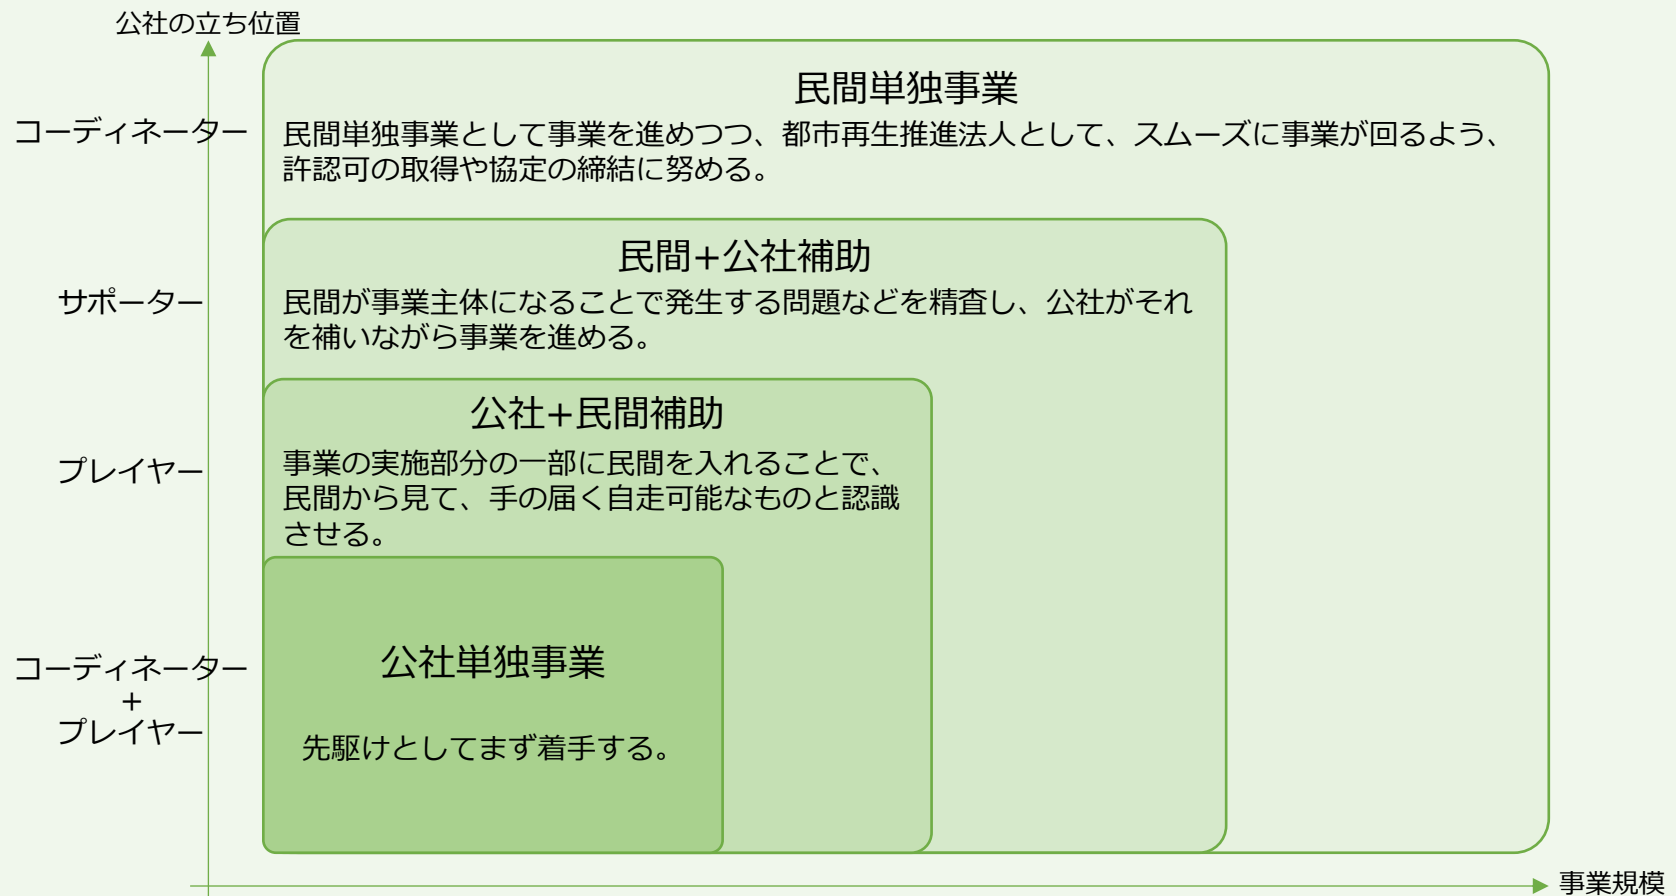 公社の立ち位置
民間単独事業
コーディネーター
民間単独事業として事業を進めつつ、都市再生推進法人として、スムーズに事業が回るよう、
許認可の取得や協定の締結に努める。
民間+公社補助
サポーター
民間が事業主体になることで発生する問題などを精査し、公社がそれ
を補いながら事業を進める。
公社+民間補助
プレイヤー
事業の実施部分の一部に民間を入れることで、
民間から見て、手の届く自走可能なものと認識
させる。
公社単独事業
コーディネーター
+
プレイヤー
先駆けとしてまず着手する。
事業規模